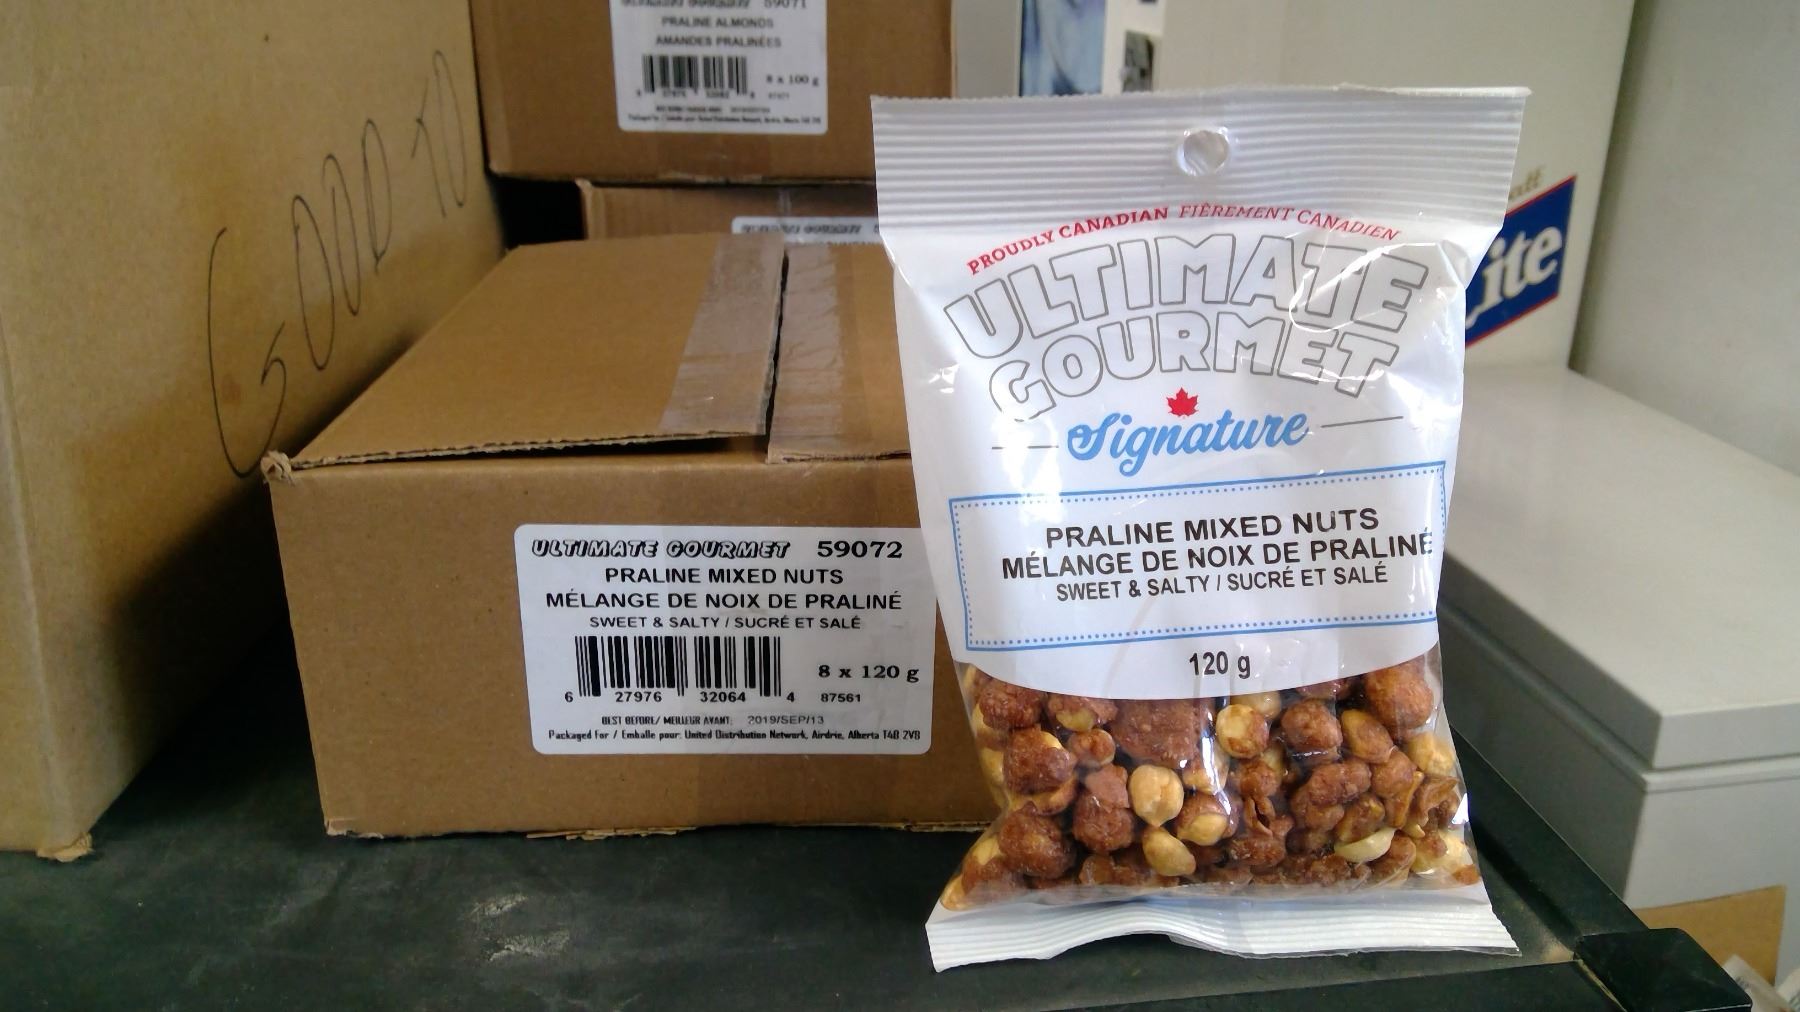 GOOD TO
59071
PRALINE ALMONDS
AMANDES PRALINÉES
8 x 100 g
ULTIMATE GOURMET 59072
PRALINE MIXED NUTS
MÉLANGE DE NOIX DE PRALINÉ
SWEET & SALTY / SUCRÉ ET SALÉ
8 x 120 g
6 27976 32064 4 87561
BEST BEFORE/ MEILLEUR AVANT: 2019/SEP/13
Packaged For / Emballe pour: United Distribution Network, Airdrie, Alberta T4B 2V8
PROUDLY CANADIAN FIÈREMENT CANADIEN
ULTIMATE
GOURMET
Signature
PRALINE MIXED NUTS
MÉLANGE DE NOIX DE PRALINÉ
SWEET & SALTY / SUCRÉ ET SALÉ
120 g
ite